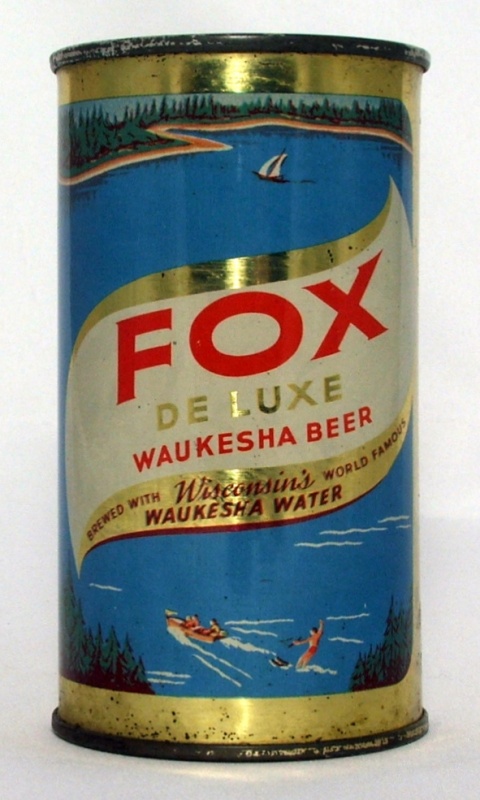 FOX
DE LUXE
WAUKESHA BEER
BREWED WITH Wisconsin's WORLD FAMOUS
WAUKESHA WATER